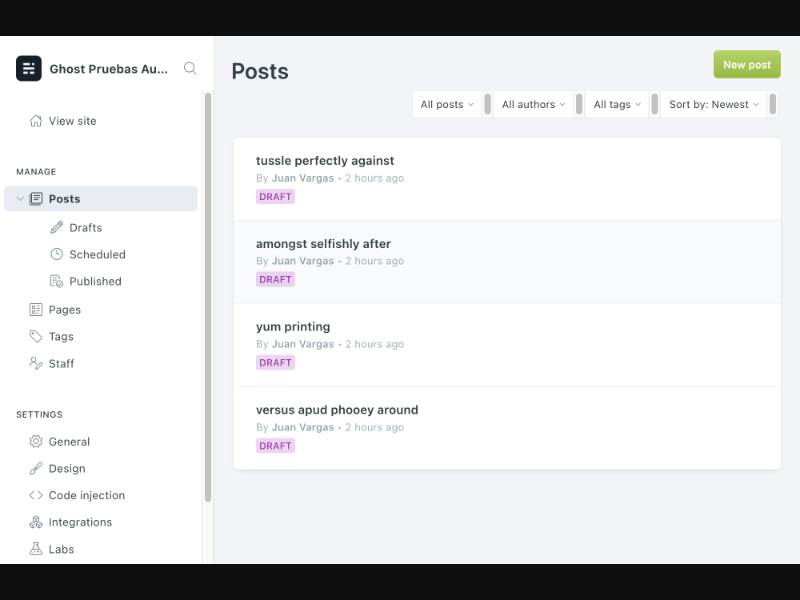 Ghost Pruebas Au...
View site
MANAGE
Posts
Drafts
Scheduled
Published
Pages
Tags
Staff
SETTINGS
General
Design
Code injection
Integrations
Labs
Posts
New post
All posts
All authors
All tags
Sort by: Newest
tussle perfectly against
By Juan Vargas • 2 hours ago
DRAFT
amongst selfishly after
By Juan Vargas • 2 hours ago
DRAFT
yum printing
By Juan Vargas • 2 hours ago
DRAFT
versus apud phooey around
By Juan Vargas • 2 hours ago
DRAFT